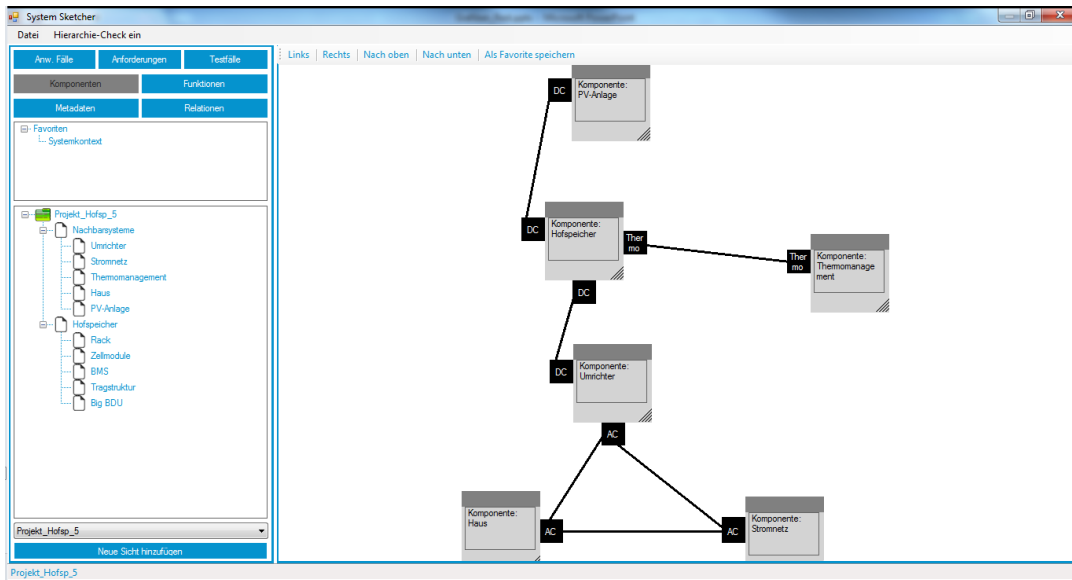 System Sketcher
Datei Hierarchie-Check ein
Anw. Fälle Anforderungen Testfälle
Komponenten Funktionen
Metadaten Relationen
Favoriten
Systemkontext
Projekt_Hofsp_5
Nachbarsysteme
Umrichter
Stromnetz
Thermomanagement
Haus
PV-Anlage
Hofspeicher
Rack
Zellmodule
BMS
Tragstruktur
Big BDU
Projekt_Hofsp_5
Neue Sicht hinzufügen
Projekt_Hofsp_5
Links Rechts Nach oben Nach unten Als Favorite speichern
DC
Komponente:
PV-Anlage
DC
Komponente:
Hofspeicher
Ther
mo
DC
Ther
mo
Komponente:
Thermomanage
ment
DC
Komponente:
Umrichter
AC
Komponente:
Haus
AC
AC
Komponente:
Stromnetz